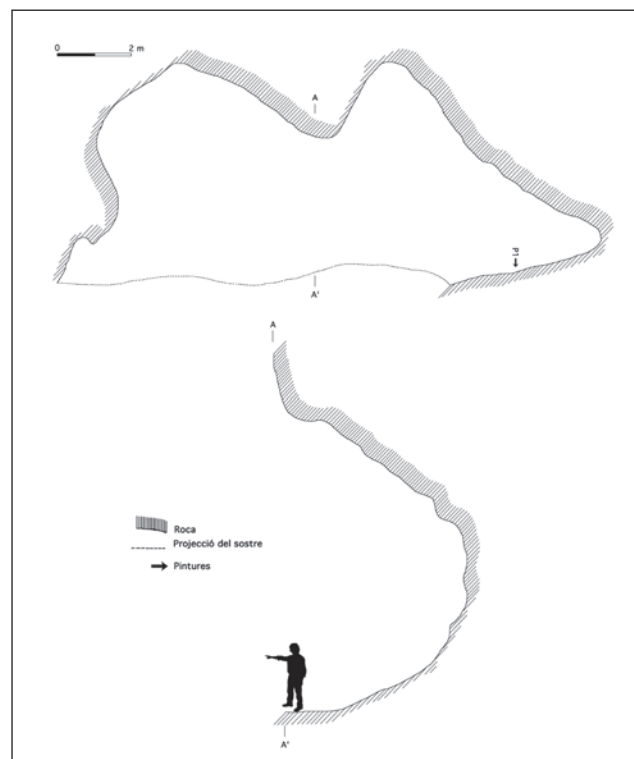 0 2 m
A
P1
A'
A
Roca
Projecció del sostre
Pintures
A'